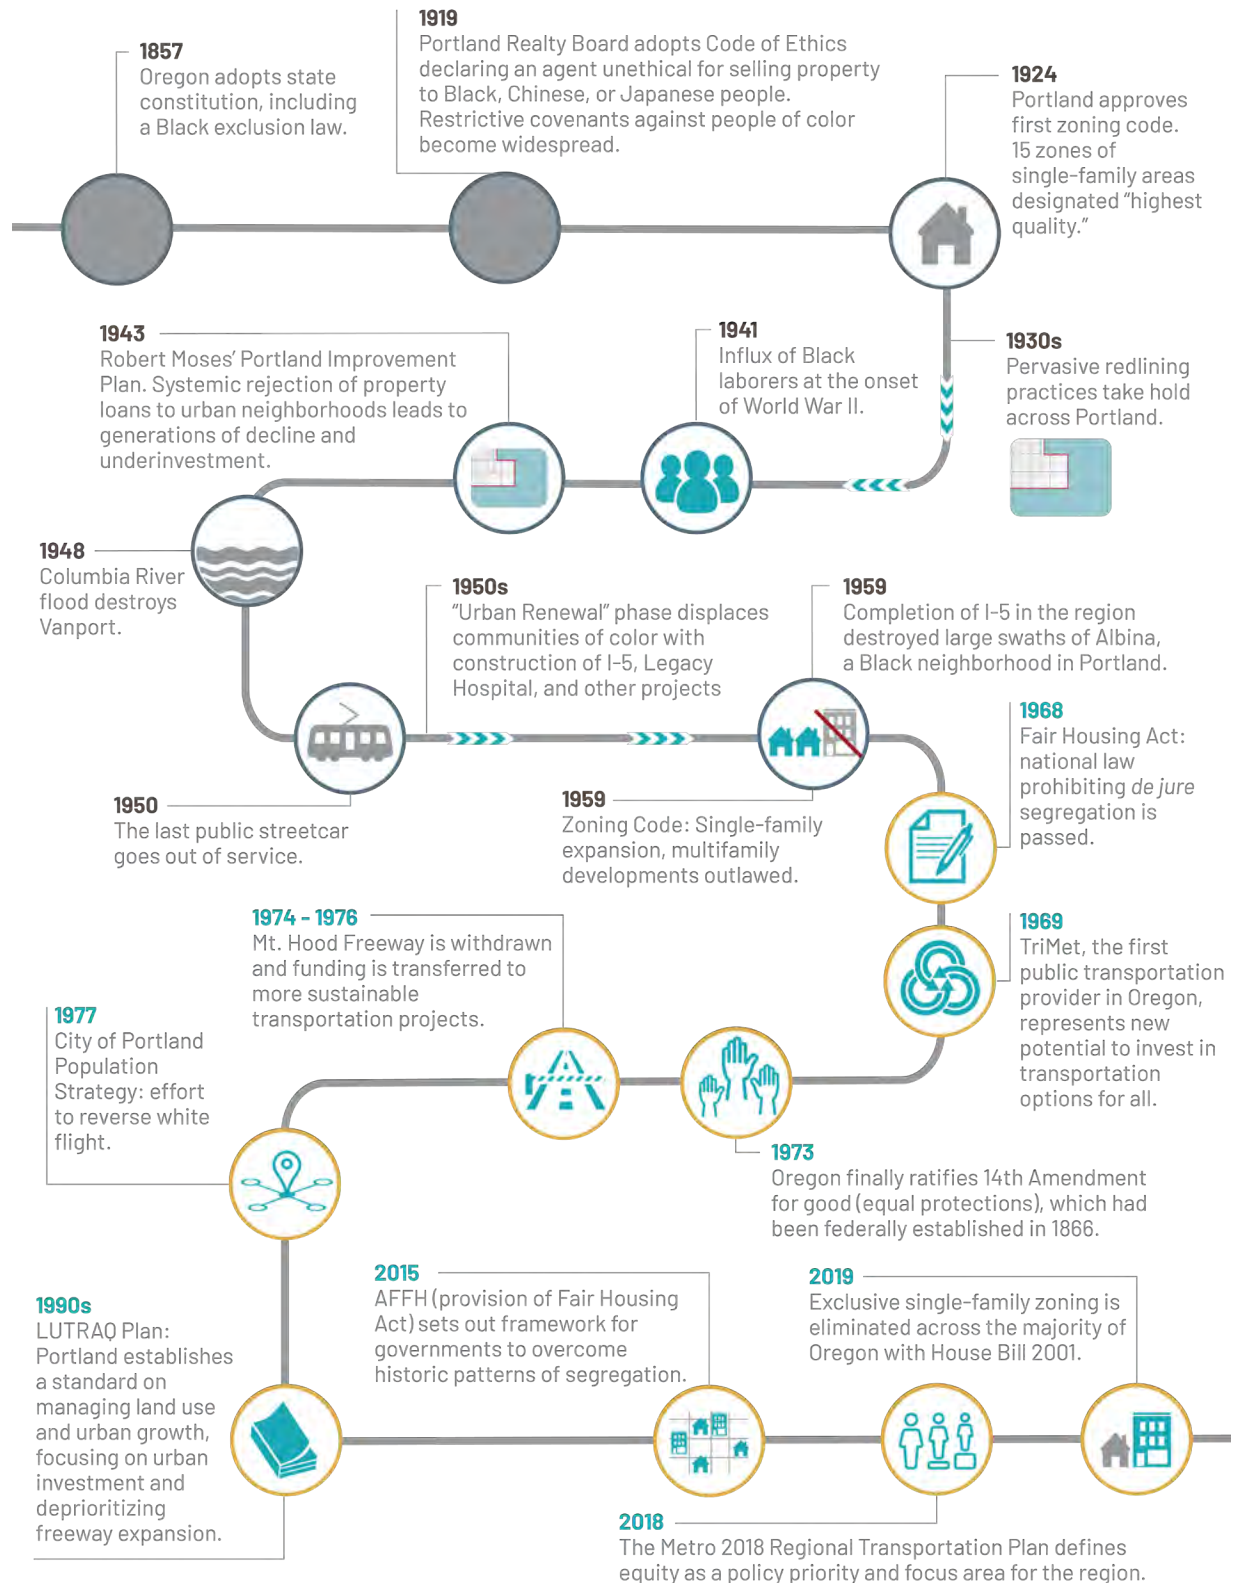 1857
Oregon adopts state
constitution, including
a Black exclusion law.
1919
Portland Realty Board adopts Code of Ethics
declaring an agent unethical for selling property
to Black, Chinese, or Japanese people.
Restrictive covenants against people of color
become widespread.
1924
Portland approves
first zoning code.
15 zones of
single-family areas
designated “highest
quality.”
1930s
Pervasive redlining
practices take hold
across Portland.
1941
Influx of Black
laborers at the onset
of World War II.
1943
Robert Moses’ Portland Improvement
Plan. Systemic rejection of property
loans to urban neighborhoods leads to
generations of decline and
underinvestment.
1948
Columbia River
flood destroys
Vanport.
1950
The last public streetcar
goes out of service.
1950s
“Urban Renewal” phase displaces
communities of color with
construction of I-5, Legacy
Hospital, and other projects
1959
Completion of I-5 in the region
destroyed large swaths of Albina,
a Black neighborhood in Portland.
1959
Zoning Code: Single-family
expansion, multifamily
developments outlawed.
1968
Fair Housing Act:
national law
prohibiting de jure
segregation is
passed.
1969
TriMet, the first
public transportation
provider in Oregon,
represents new
potential to invest in
transportation
options for all.
1973
Oregon finally ratifies 14th Amendment
for good (equal protections), which had
been federally established in 1866.
1974 - 1976
Mt. Hood Freeway is withdrawn
and funding is transferred to
more sustainable
transportation projects.
1977
City of Portland
Population
Strategy: effort
to reverse white
flight.
1990s
LUTRAQ Plan:
Portland establishes
a standard on
managing land use
and urban growth,
focusing on urban
investment and
deprioritizing
freeway expansion.
2015
AFFH (provision of Fair Housing
Act) sets out framework for
governments to overcome
historic patterns of segregation.
2018
The Metro 2018 Regional Transportation Plan defines
equity as a policy priority and focus area for the region.
2019
Exclusive single-family zoning is
eliminated across the majority of
Oregon with House Bill 2001.